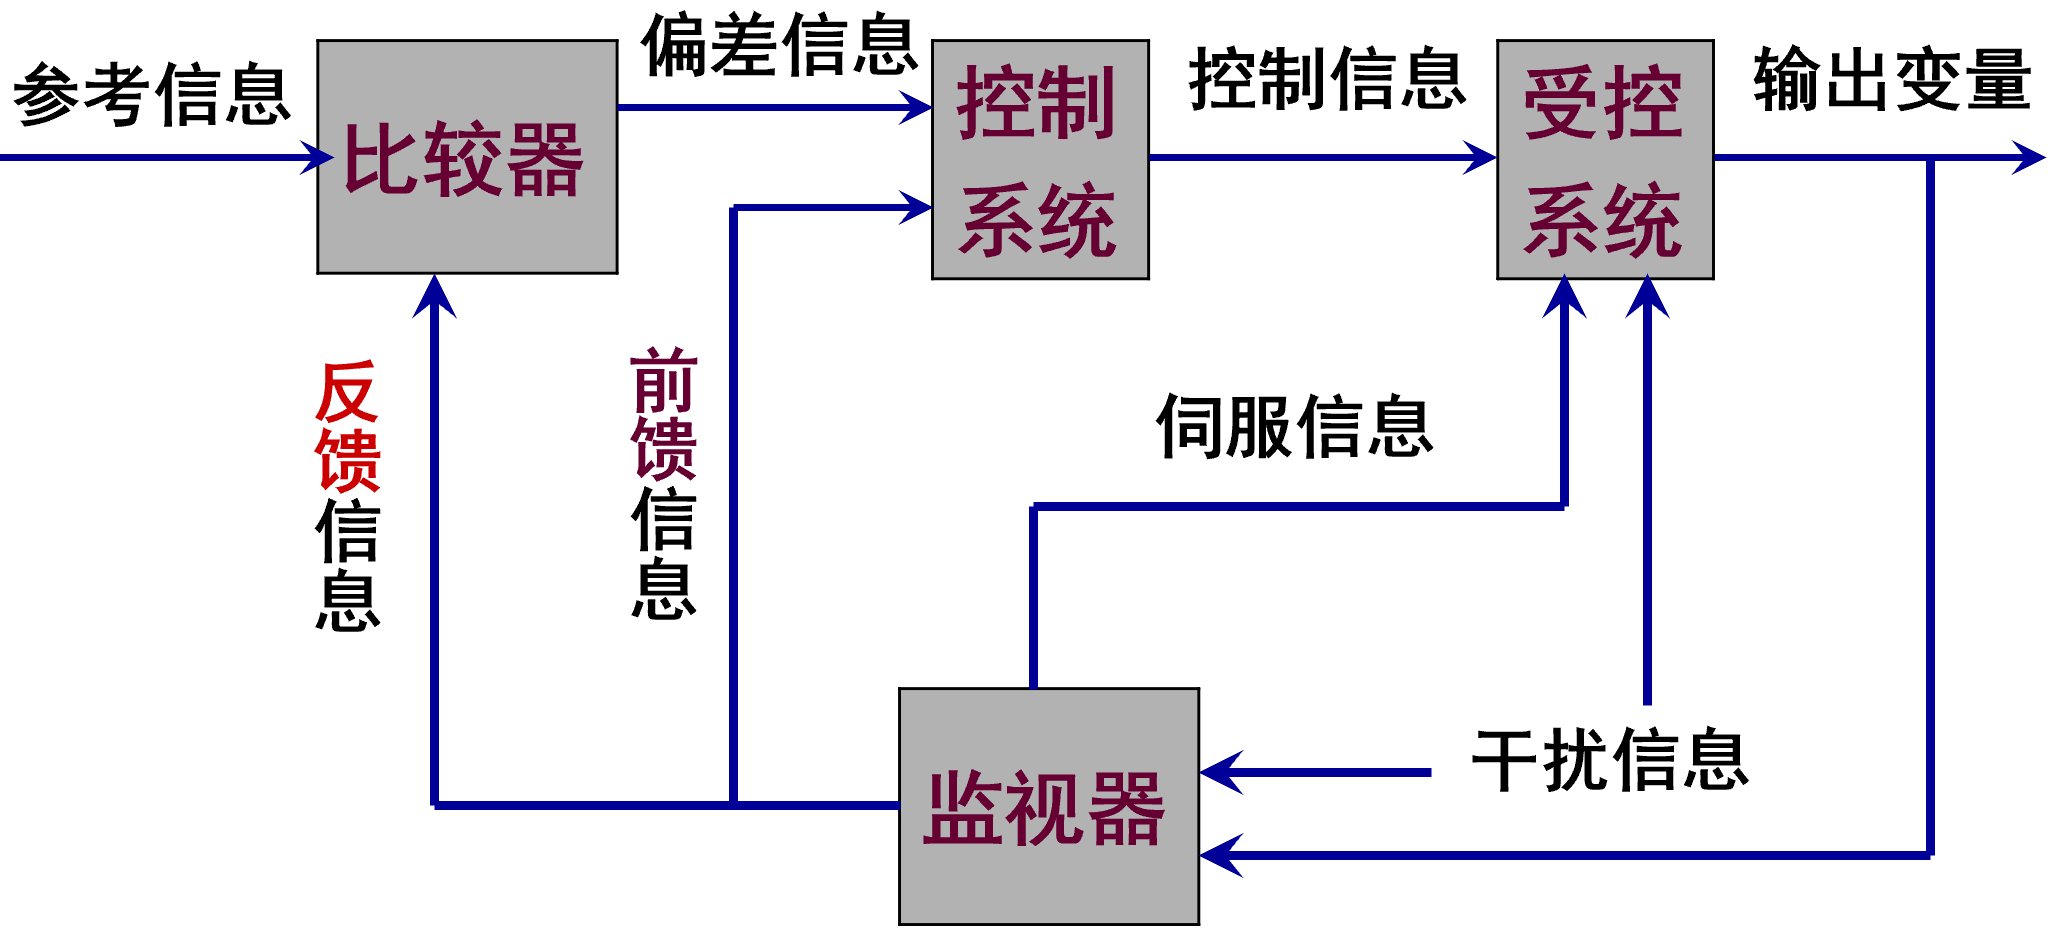 参考信息
比较器
偏差信息
控制
系统
控制信息
受控
系统
输出变量
反馈信息
前馈信息
伺服信息
监视器
干扰信息